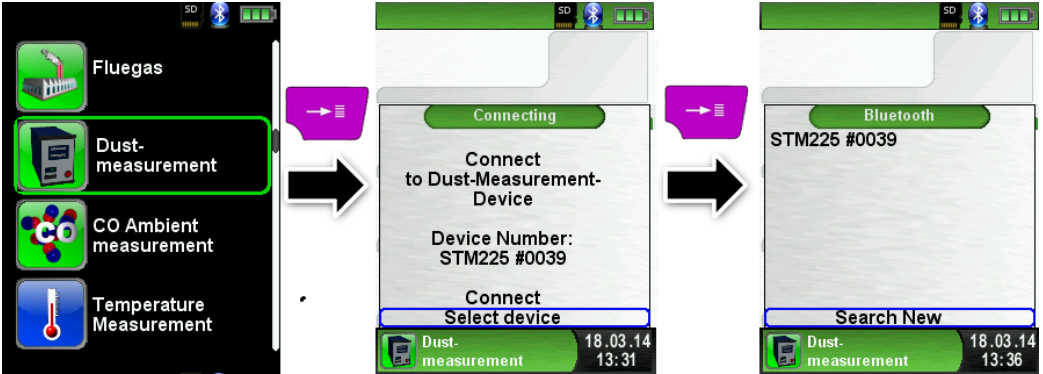 SD
Fluegas
Dust-
measurement
CO
CO Ambient
measurement
Temperature
Measurement
SD
Connecting
Connect
to Dust-Measurement-
Device
Device Number:
STM225 #0039
Connect
Select device
Dust-
measurement
18.03.14
13:31
SD
Bluetooth
STM225 #0039
Search New
Dust-
measurement
18.03.14
13:36